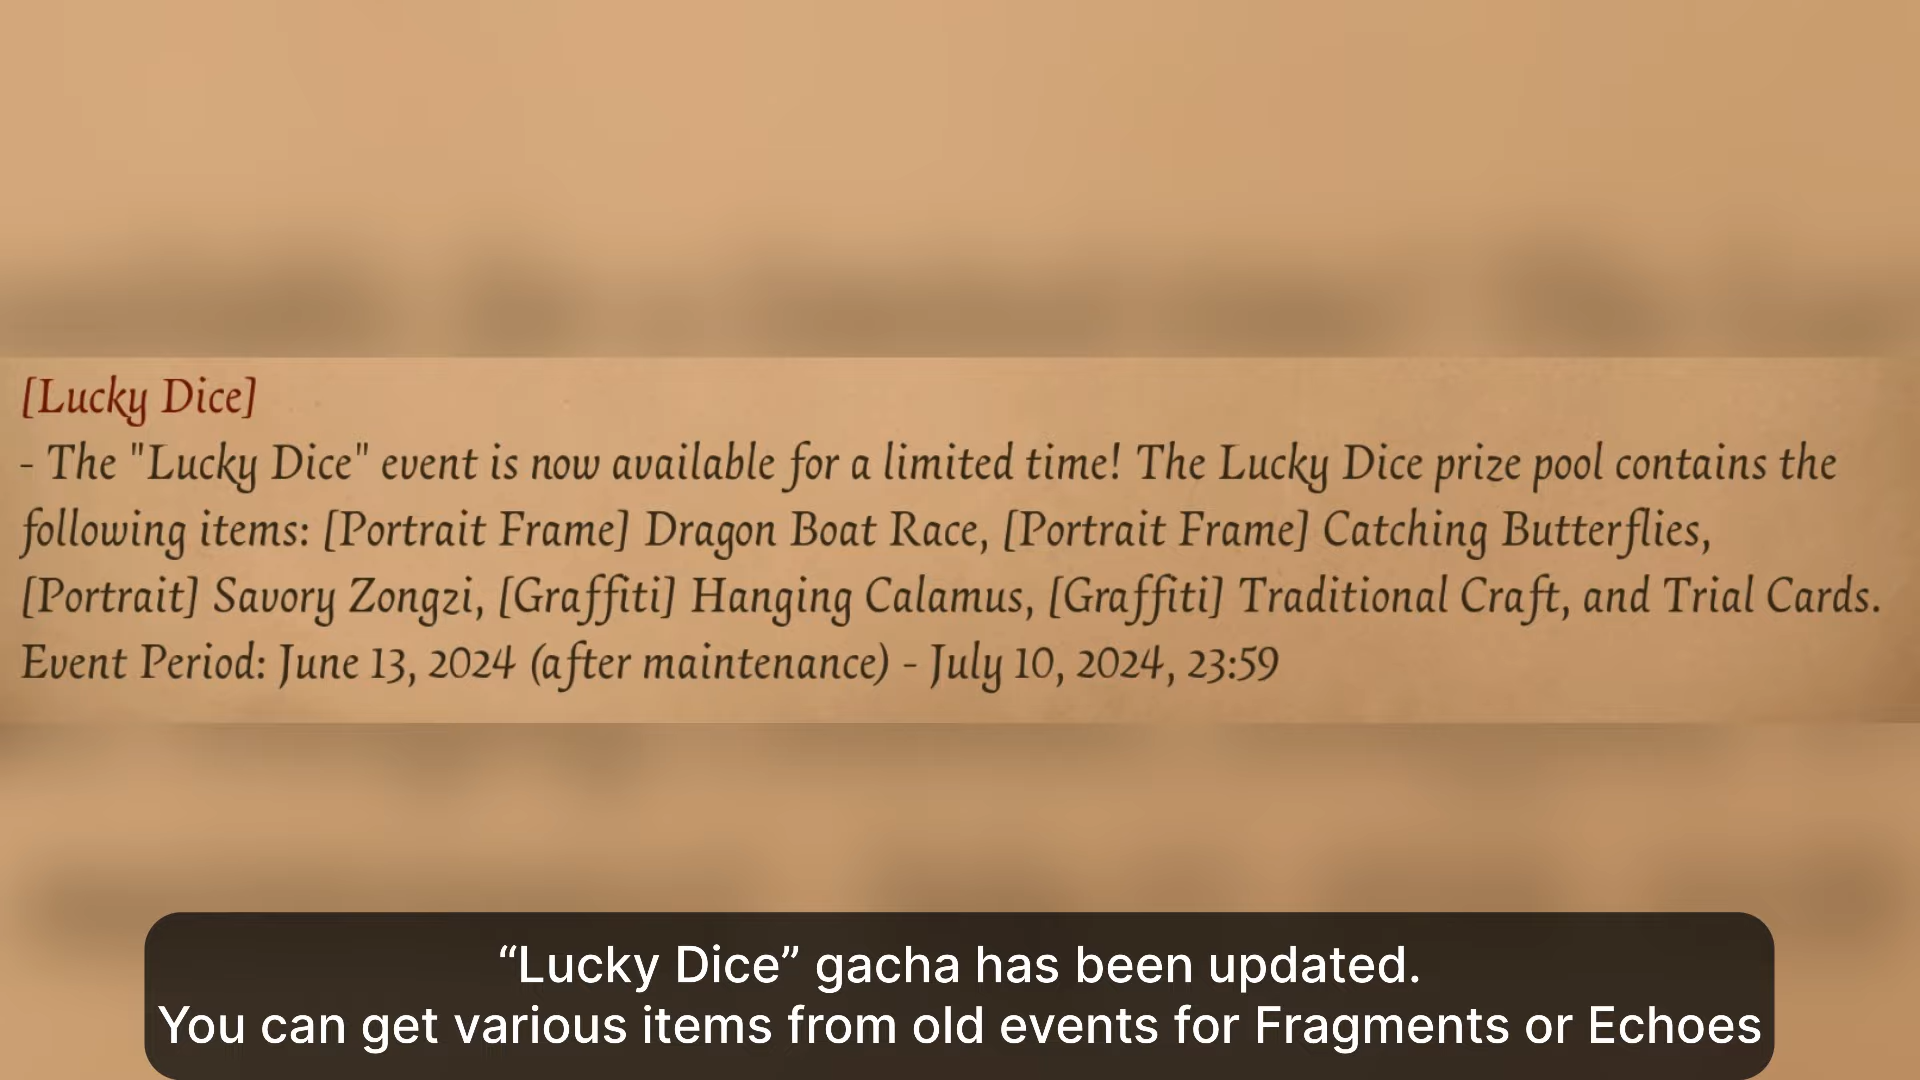 [Lucky Dice]
- The "Lucky Dice" event is now available for a limited time! The Lucky Dice prize pool contains the
following items: [Portrait Frame] Dragon Boat Race, [Portrait Frame] Catching Butterflies,
[Portrait] Savory Zongzi, [Graffiti] Hanging Calamus, [Graffiti] Traditional Craft, and Trial Cards.
Event Period: June 13, 2024 (after maintenance) - July 10, 2024, 23:59
“Lucky Dice” gacha has been updated.
You can get various items from old events for Fragments or Echoes